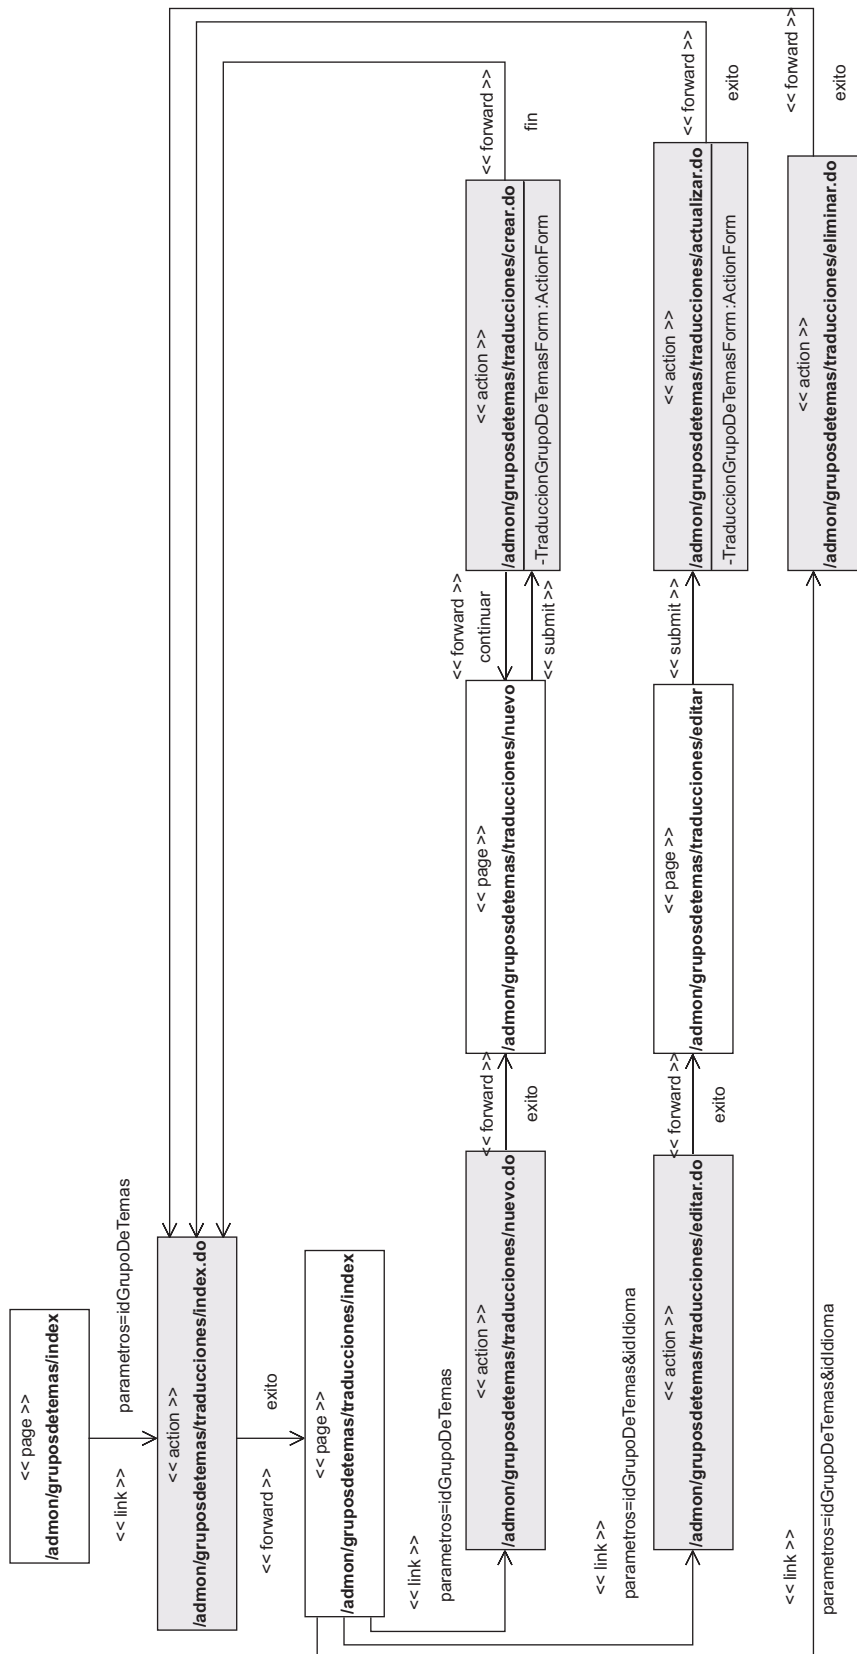 << page >>
/admon/gruposdetemas/index
<< link >>
parametros=idGrupoDeTemas
<< action >>
/admon/gruposdetemas/traducciones/index.do
<< forward >>
exito
<< page >>
/admon/gruposdetemas/traducciones/index
<< link >>
parametros=idGrupoDeTemas
<< action >>
/admon/gruposdetemas/traducciones/nuevo.do
<< forward >>
exito
<< page >>
/admon/gruposdetemas/traducciones/nuevo
<< forward >>
continuar
<< submit >>
<< action >>
/admon/gruposdetemas/traducciones/crear.do
-TraduccionGrupoDeTemasForm:ActionForm
<< forward >>
fin
<< link >>
parametros=idGrupoDeTemas&idIdioma
<< action >>
/admon/gruposdetemas/traducciones/editar.do
<< forward >>
exito
<< page >>
/admon/gruposdetemas/traducciones/editar
<< submit >>
<< action >>
/admon/gruposdetemas/traducciones/actualizar.do
-TraduccionGrupoDeTemasForm:ActionForm
<< forward >>
exito
<< link >>
parametros=idGrupoDeTemas&idIdioma
<< action >>
/admon/gruposdetemas/traducciones/eliminar.do
<< forward >>
exito